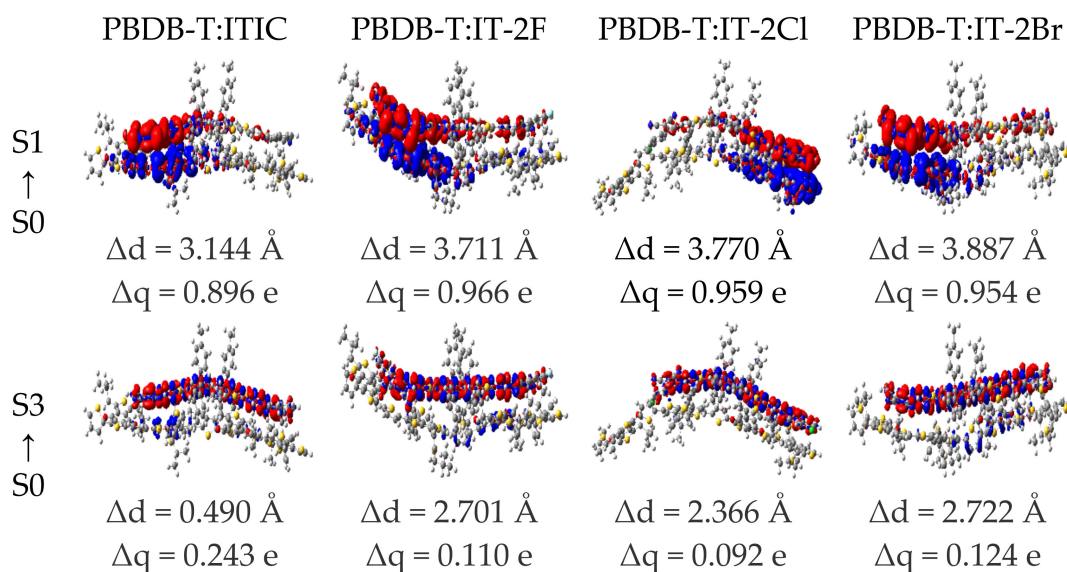 PBDB-T:ITIC PBDB-T:IT-2F PBDB-T:IT-2Cl PBDB-T:IT-2Br
S1
↑
S0
Δd = 3.144 Å Δd = 3.711 Å Δd = 3.770 Å Δd = 3.887 Å
Δq = 0.896 e Δq = 0.966 e Δq = 0.959 e Δq = 0.954 e
S3
↑
S0
Δd = 0.490 Å Δd = 2.701 Å Δd = 2.366 Å Δd = 2.722 Å
Δq = 0.243 e Δq = 0.110 e Δq = 0.092 e Δq = 0.124 e